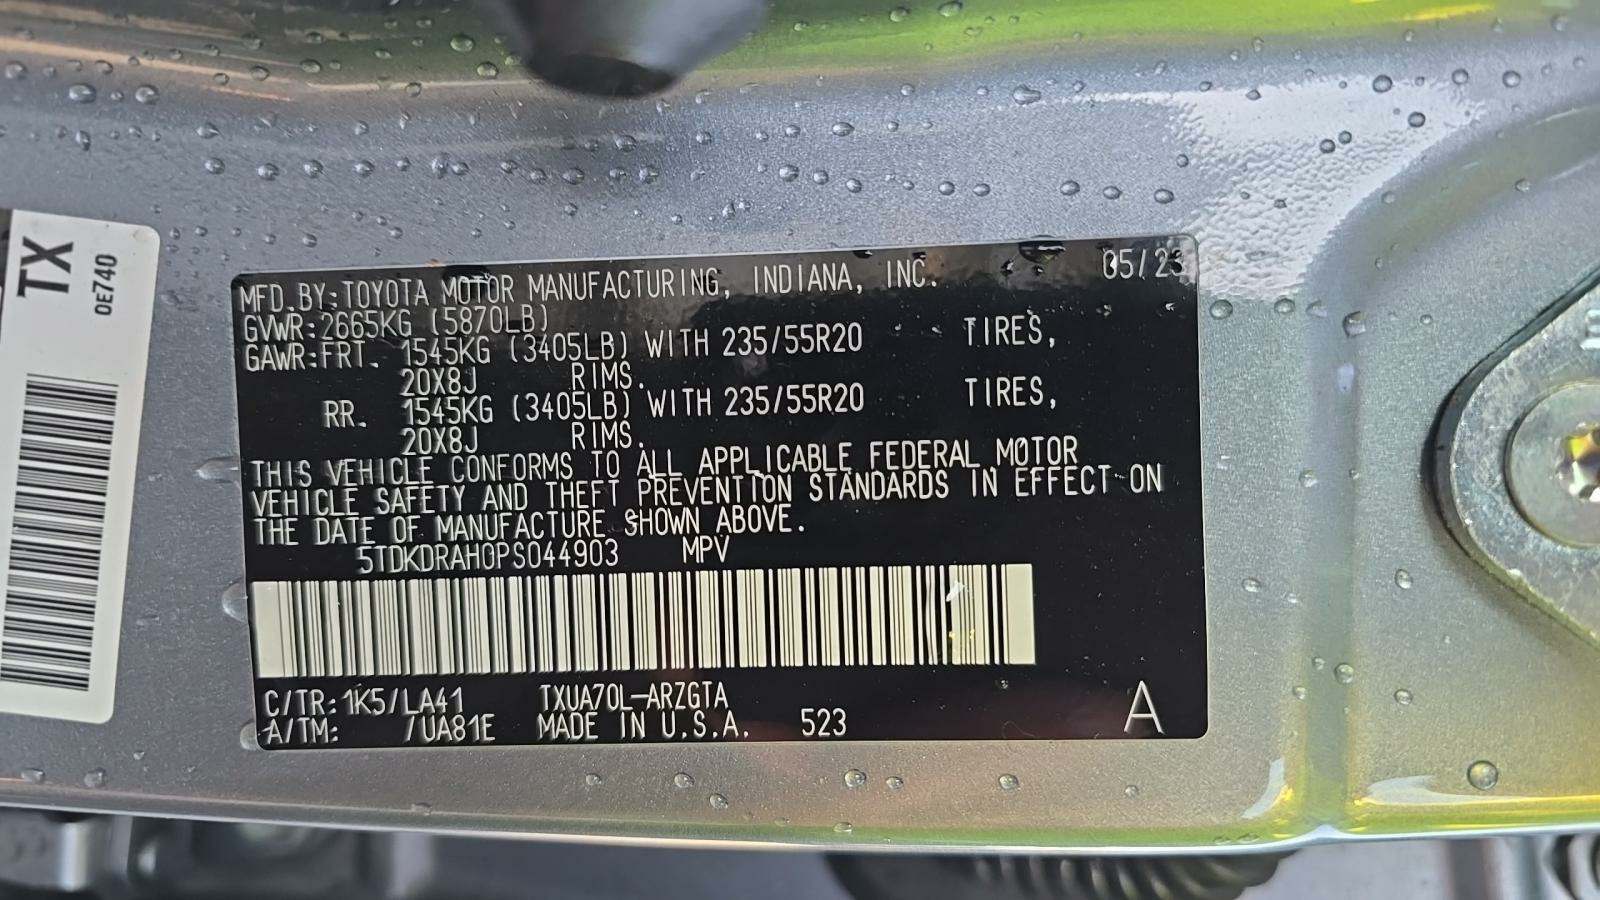 TX
0E740
MFD.BY:TOYOTA MOTOR MANUFACTURING, INDIANA, INC. 05/23
GVWR:2665KG (5870LB)
GAWR:FRT. 1545KG (3405LB) WITH 235/55R20 TIRES,
20X8J RIMS.
RR. 1545KG (3405LB) WITH 235/55R20 TIRES,
20X8J RIMS.
THIS VEHICLE CONFORMS TO ALL APPLICABLE FEDERAL MOTOR
VEHICLE SAFETY AND THEFT PREVENTION STANDARDS IN EFFECT ON
THE DATE OF MANUFACTURE SHOWN ABOVE.
5TDKDRAH0PS044903 MPV
C/TR:1K5/LA41 TXUA70L-ARZGTA
A/TM: /UA81E MADE IN U.S.A. 523
A